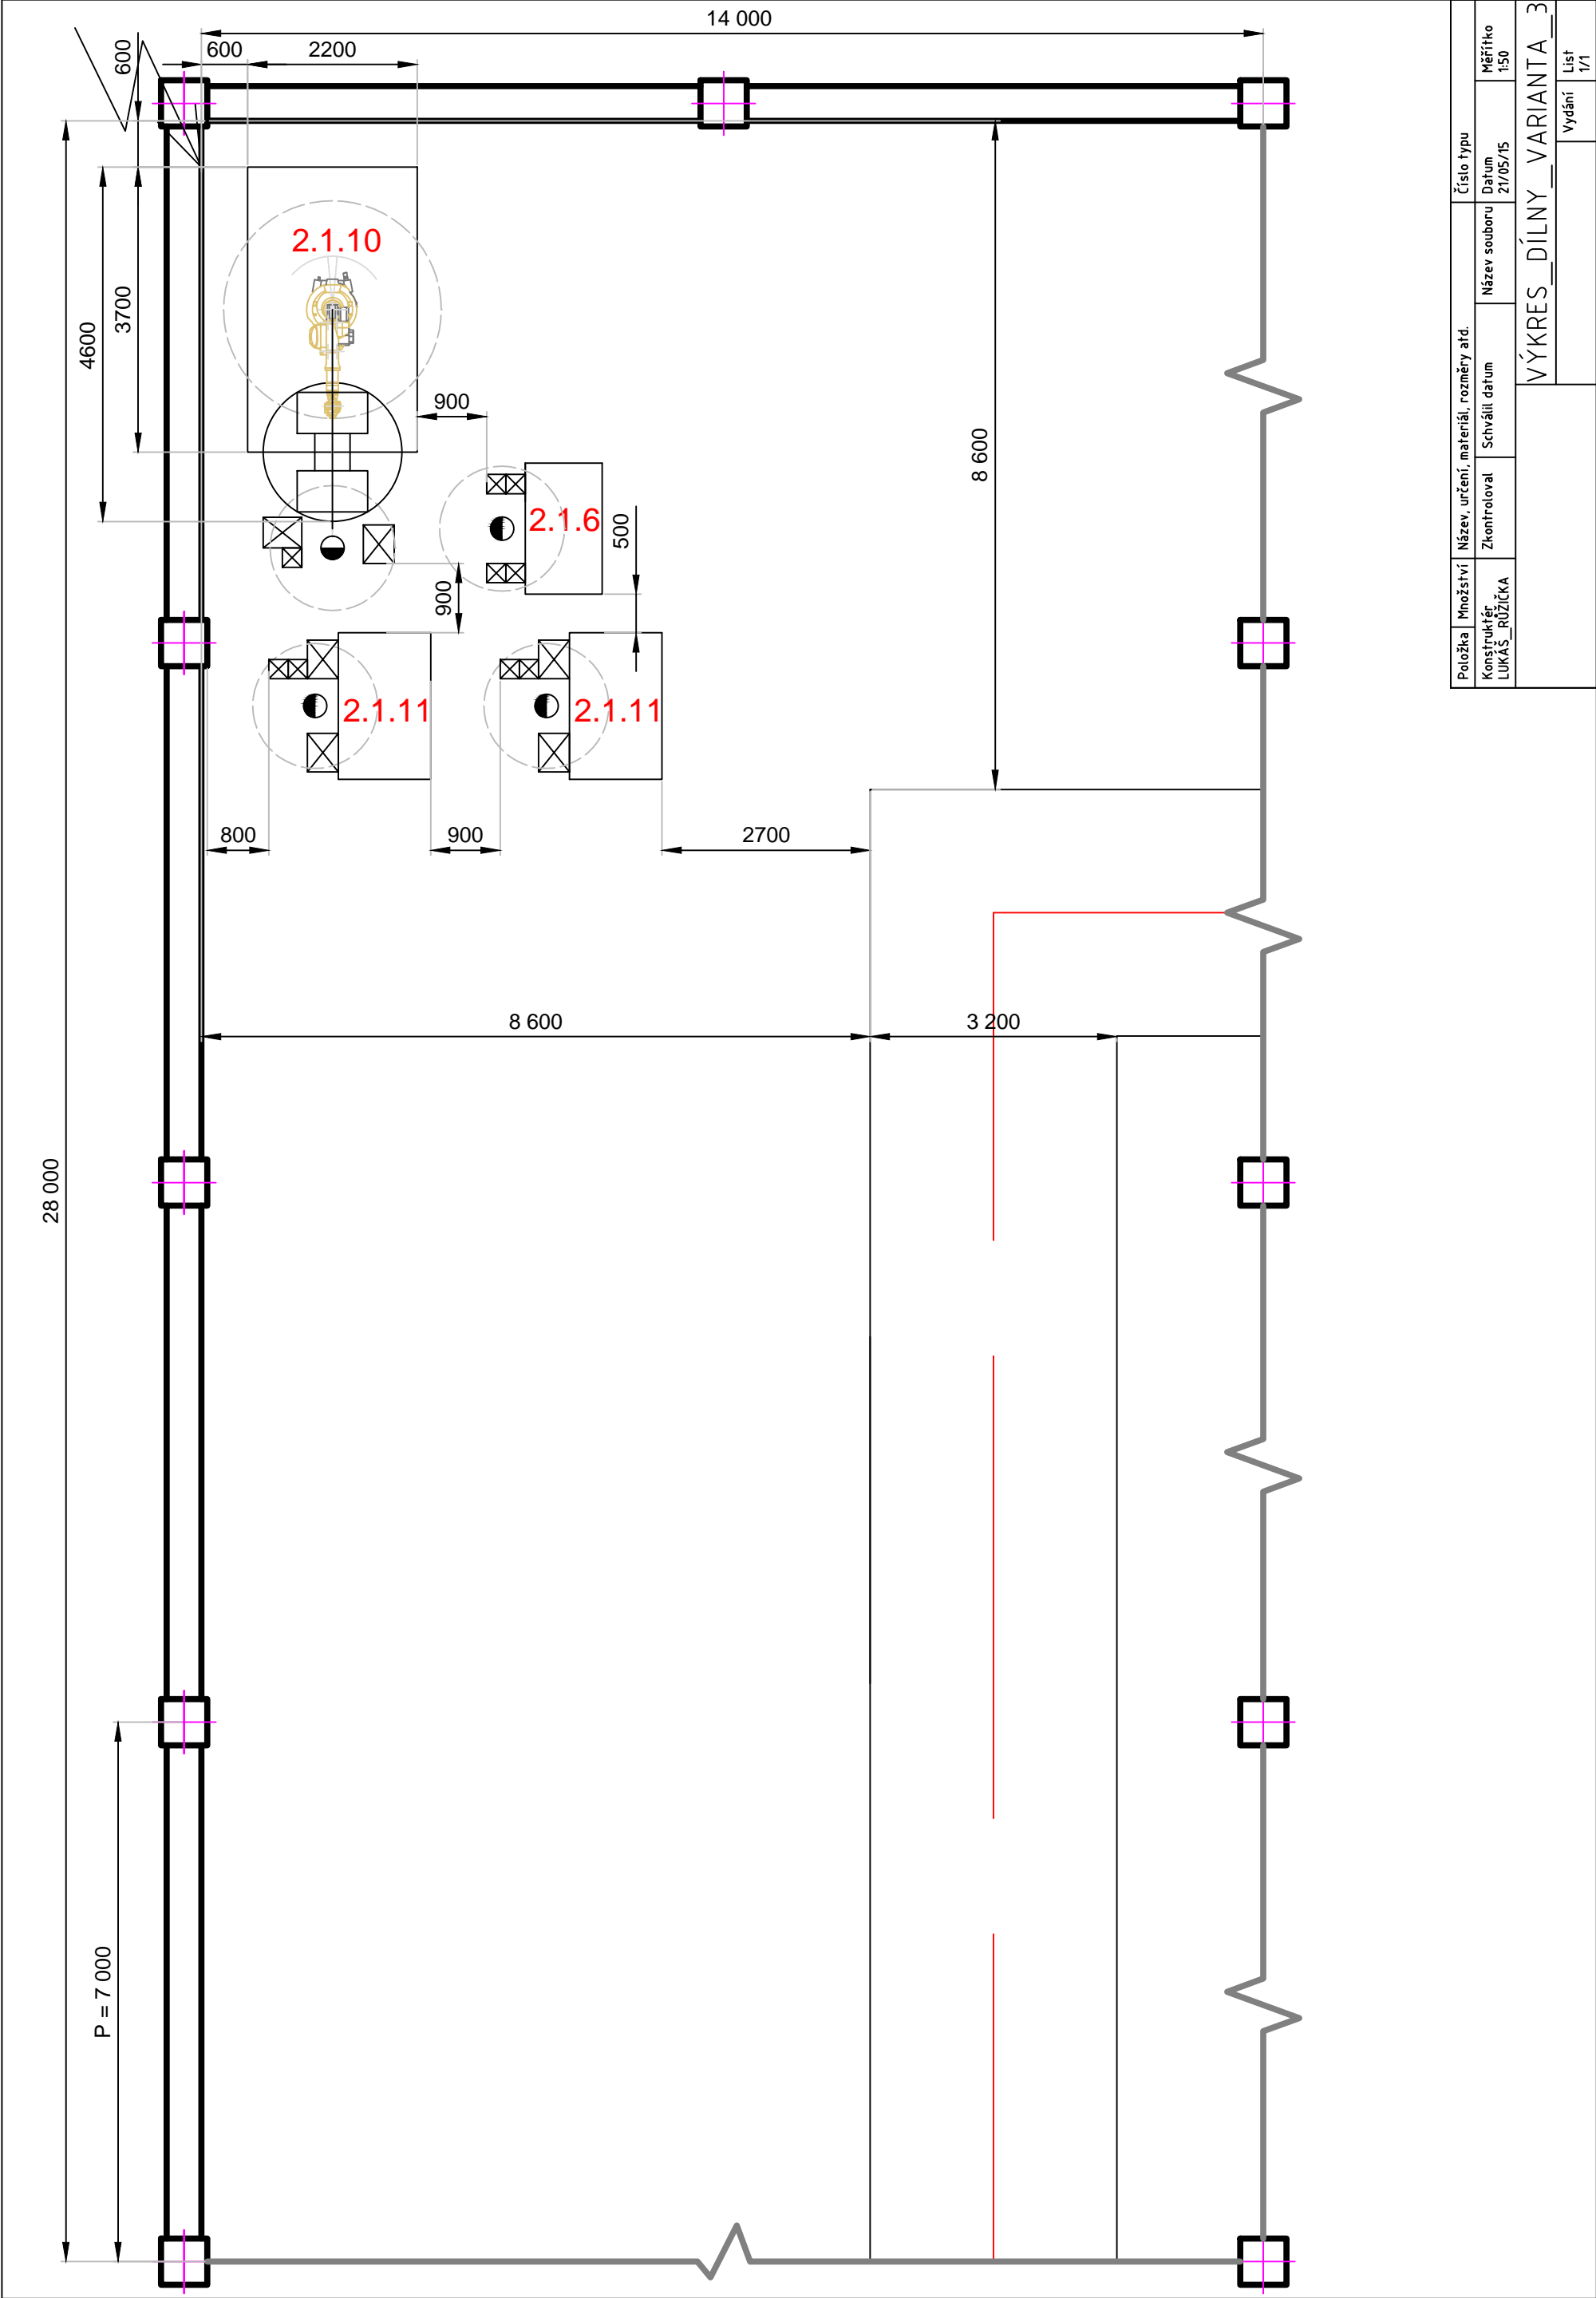 14 000
600
2200
600
3700
4600
2.1.10
900
8 600
2.1.6
500
900
2.1.11
2.1.11
800
900
2700
8 600
3 200
28 000
P = 7 000
Položka
Množství
Název, určení, materiál, rozměry atd.
Číslo typu
Konstruktér
LUKÁŠ_RŮŽIČKA
Zkontroloval
Schválil datum
Název souboru
Datum
21/05/15
Měřítko
1:50
VÝKRES_DÍLNY_VARIANTA_3
Vydání
List
1/1